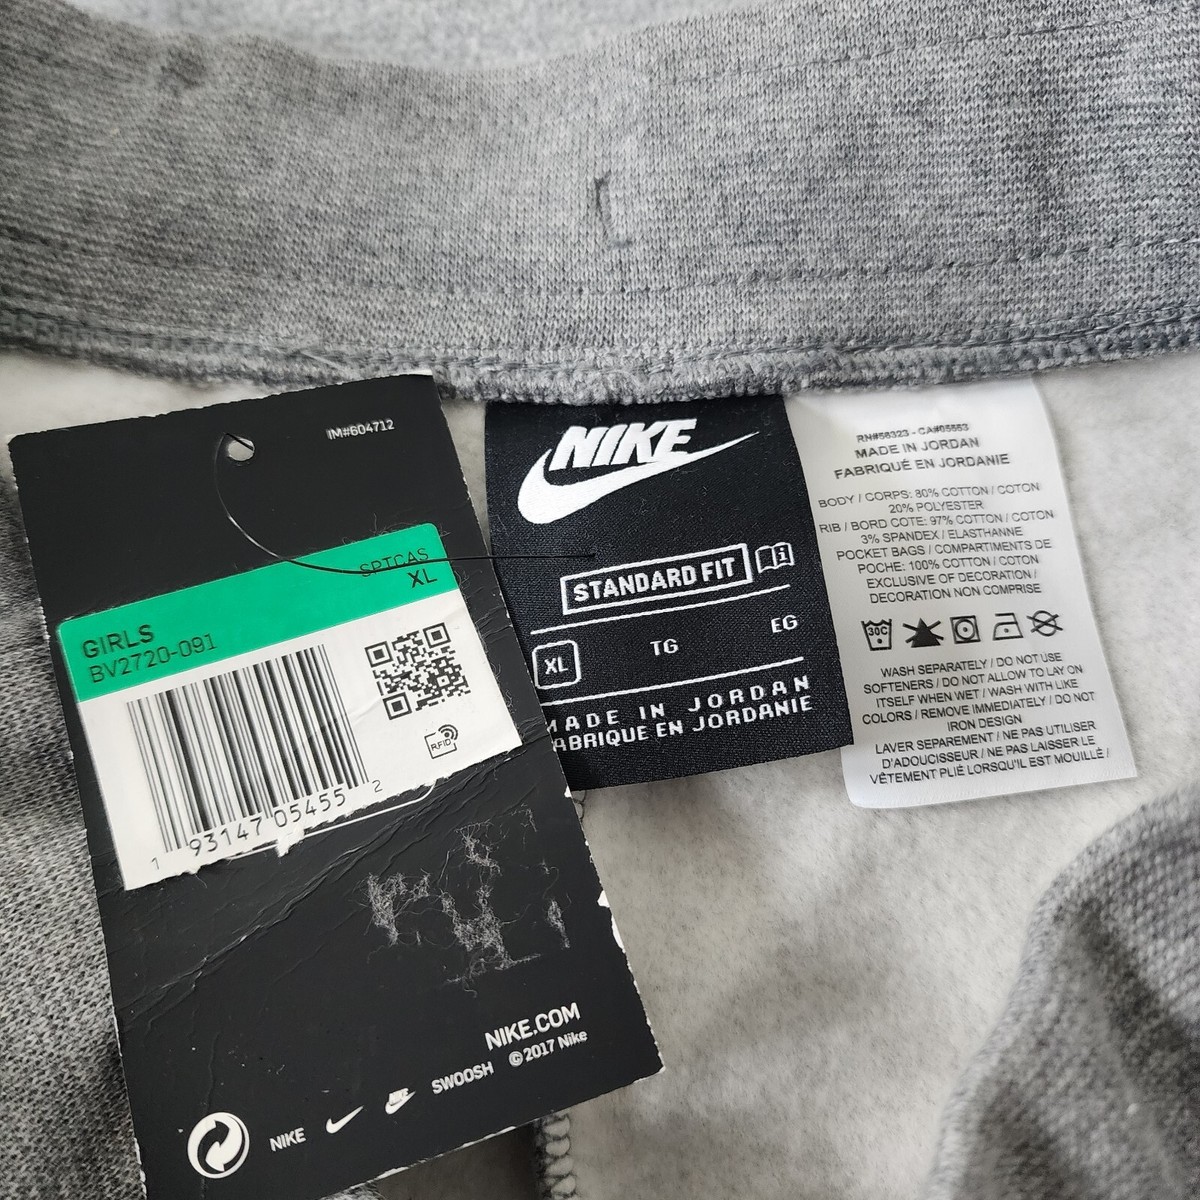 IM#604712
SPTCAS
XL
GIRLS
BV2720-091
RFID
1 93147 05455 2
NIKE.COM
©2017 Nike
NIKE NIKE SWOOSH
NIKE
STANDARD FIT
XL TG EG
MADE IN JORDAN
ABRIQUE EN JORDANIE
RN#56323 - CA#05553
MADE IN JORDAN
FABRIQUÉ EN JORDANIE
BODY / CORPS: 80% COTTON / COTON
20% POLYESTER
RIB / BORD COTE: 97% COTTON / COTON
3% SPANDEX / ELASTHANNE
POCKET BAGS / COMPARTIMENTS DE
POCHE: 100% COTTON / COTON
EXCLUSIVE OF DECORATION /
DECORATION NON COMPRISE
30C
WASH SEPARATELY / DO NOT USE
SOFTENERS / DO NOT ALLOW TO LAY ON
ITSELF WHEN WET / WASH WITH LIKE
COLORS / REMOVE IMMEDIATELY / DO NOT
IRON DESIGN
LAVER SEPAREMENT / NE PAS UTILISER
D'ADOUCISSEUR / NE PAS LAISSER LE
VÊTEMENT PLIÉ LORSQU'IL EST MOUILLÉ /